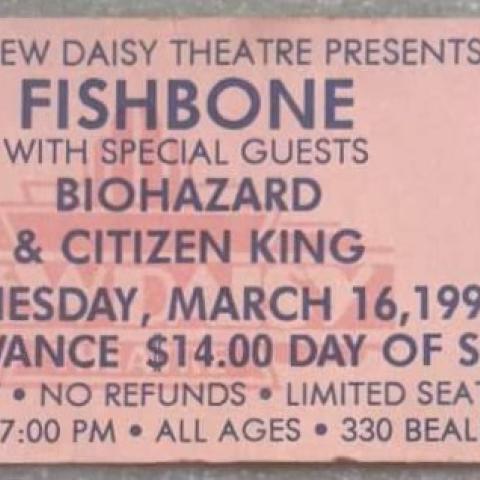 EW DAISY THEATRE PRESENTS
FISHBONE
WITH SPECIAL GUESTS
BIOHAZARD
& CITIZEN KING
ESDAY, MARCH 16,199
VANCE $14.00 DAY OF S
• NO REFUNDS • LIMITED SEAT
7:00 PM • ALL AGES • 330 BEAL